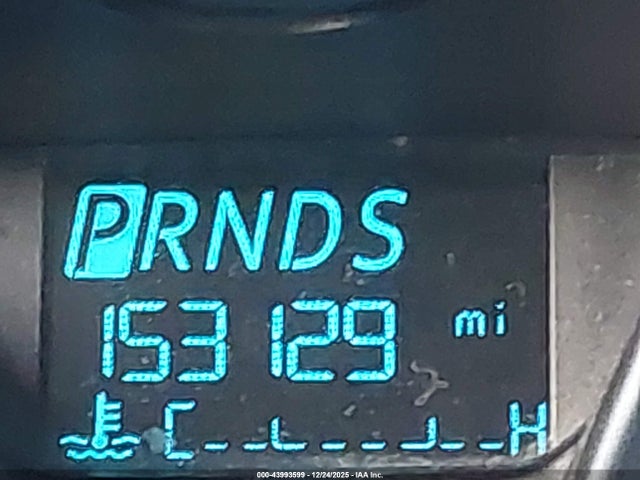 PRNDS
153129 mi
C H
000-43993599 - 12/24/2025 - IAA Inc.